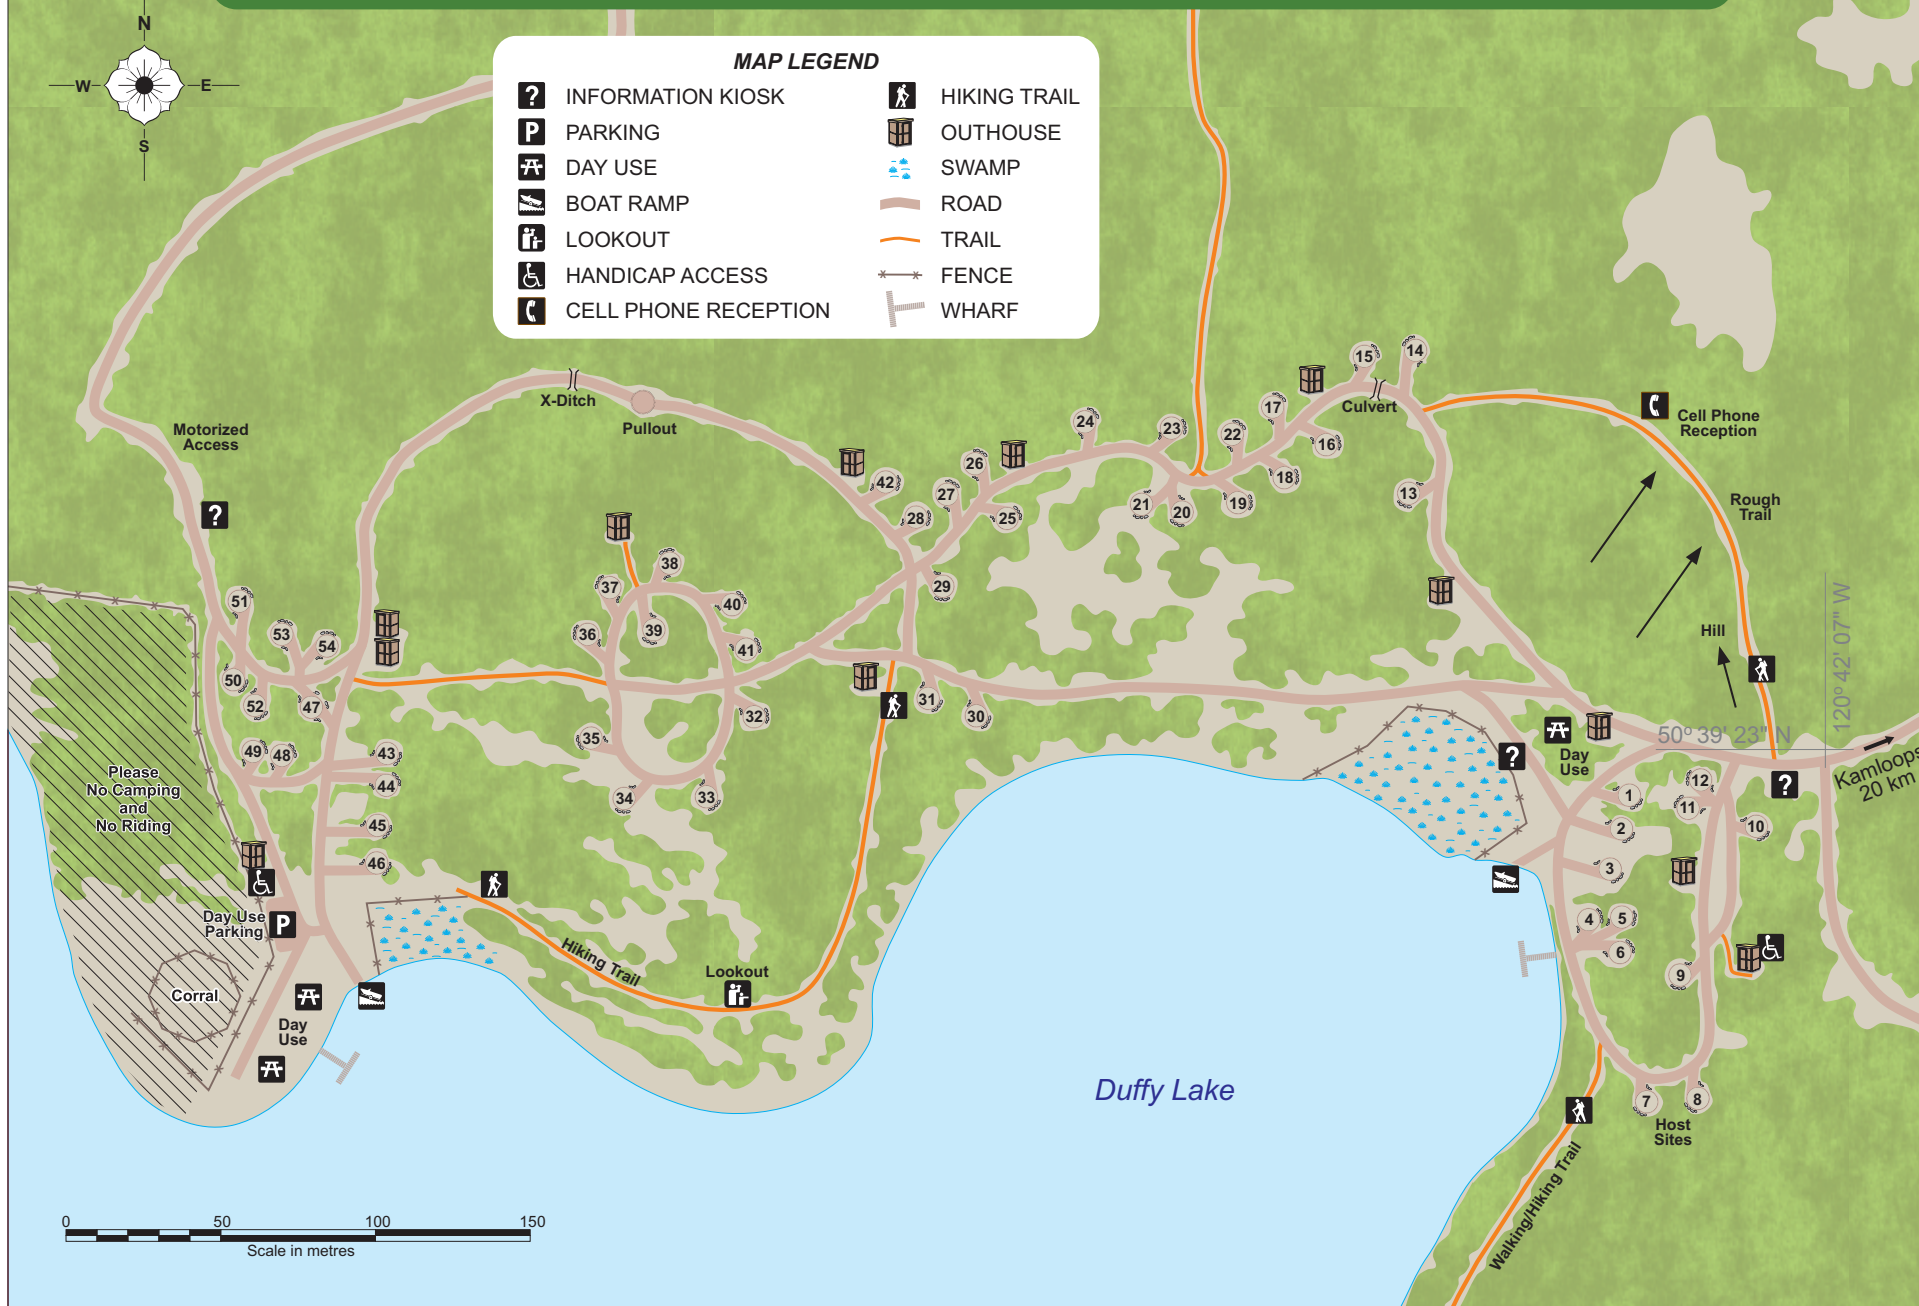 N
W
E
S
MAP LEGEND
? INFORMATION KIOSK
P PARKING
DAY USE
BOAT RAMP
LOOKOUT
HANDICAP ACCESS
CELL PHONE RECEPTION
HIKING TRAIL
OUTHOUSE
SWAMP
ROAD
TRAIL
FENCE
WHARF
X-Ditch
Pullout
Motorized
Access
?
15
14
Culvert
17
16
22
18
19
23
24
21
20
13
26
27
25
42
28
29
Cell Phone
Reception
Rough
Trail
Hill
120º 42' 07" W
50º 39' 23" N
Kamloops
20 km
51
53
54
50
52
47
49
48
43
44
45
46
38
37
39
40
36
41
35
32
34
33
31
30
Please
No Camping
and
No Riding
Day Use
Parking
P
Corral
Day
Use
Hiking Trail
Lookout
?
Day
Use
?
1
2
3
4
5
6
12
11
10
9
7
8
Host
Sites
Walking/Hiking Trail
Duffy Lake
0
50
100
150
Scale in metres